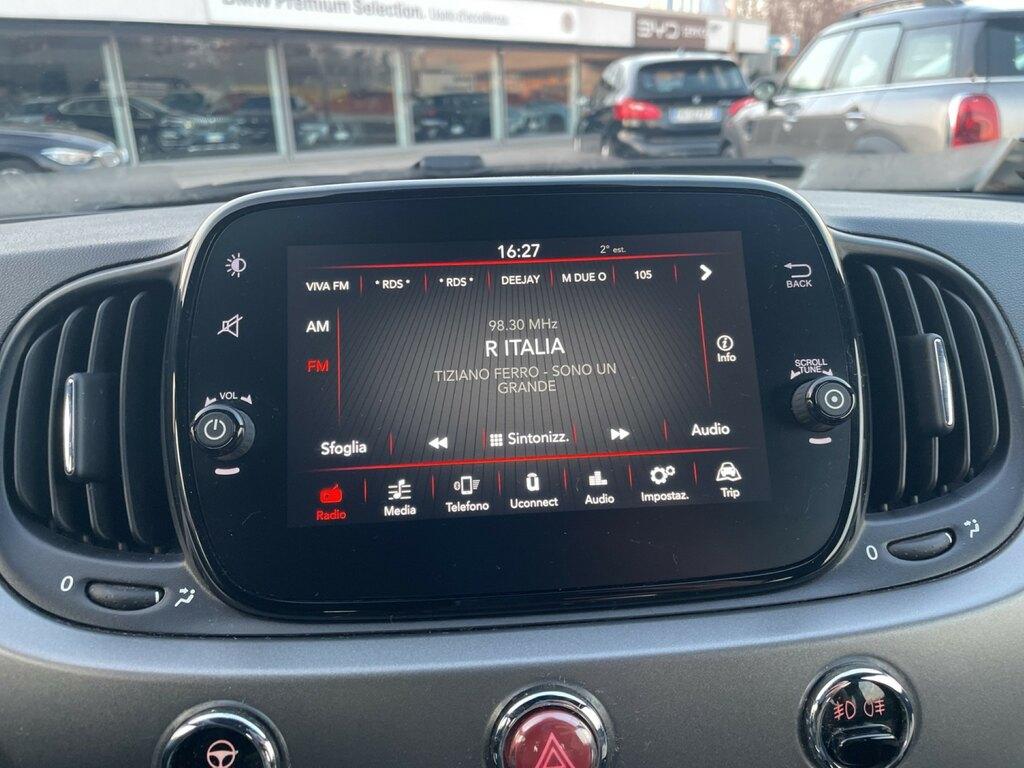 BMW Premium Selection. Usato d'eccellenza.
BYD
16:27
2° est.
VIVA FM
* RDS *
* RDS *
DEEJAY
M DUE O
105
BACK
AM
98.30 MHz
R ITALIA
Info
FM
TIZIANO FERRO - SONO UN
GRANDE
SCROLL
TUNE
VOL
Sfoglia
Sintonizz.
Audio
Radio
Media
Telefono
Uconnect
Audio
Impostaz.
Trip
0
0